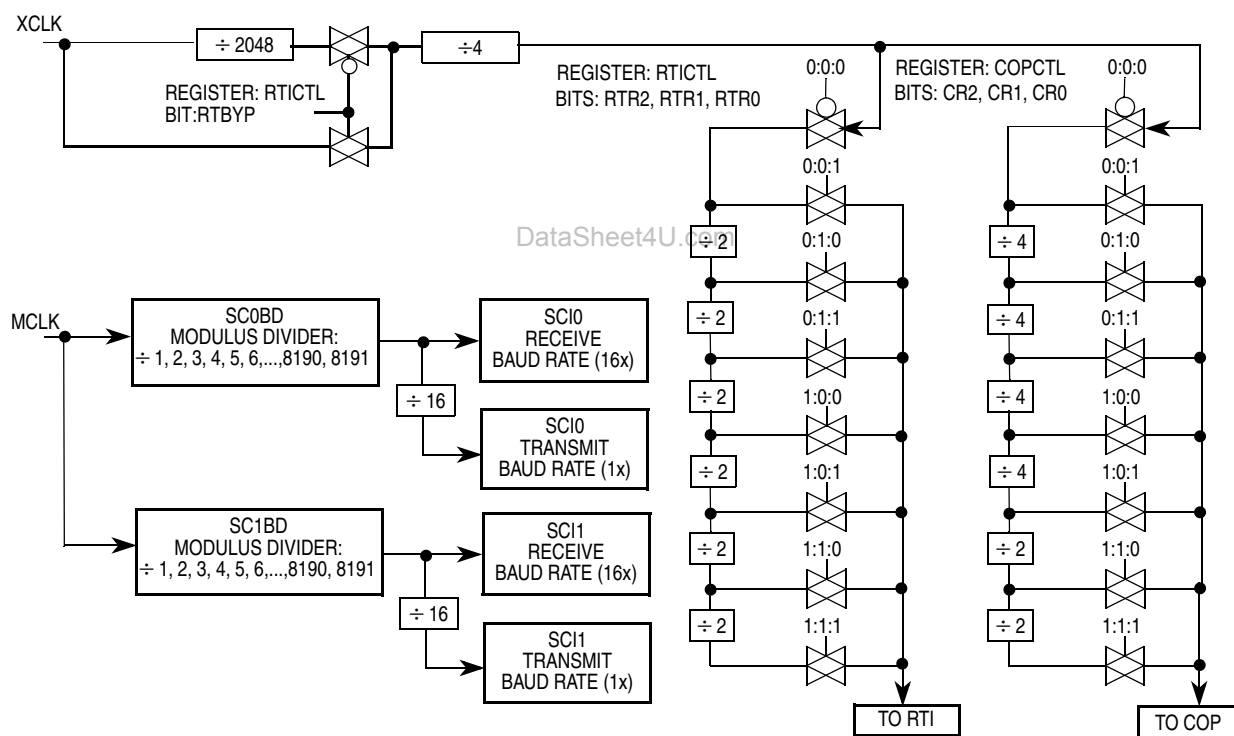 XCLK
÷ 2048
÷4
REGISTER: RTICTL
BIT:RTBYP
REGISTER: RTICTL
BITS: RTR2, RTR1, RTR0
0:0:0
REGISTER: COPCTL
BITS: CR2, CR1, CR0
0:0:0
0:0:1
÷ 2
0:1:0
÷ 2
0:1:1
÷ 2
1:0:0
÷ 2
1:0:1
÷ 2
1:1:0
÷ 2
1:1:1
TO RTI
0:0:1
÷ 4
0:1:0
÷ 4
0:1:1
÷ 4
1:0:0
÷ 4
1:0:1
÷ 2
1:1:0
÷ 2
1:1:1
TO COP
DataSheet4U.com
MCLK
SC0BD
MODULUS DIVIDER:
÷ 1, 2, 3, 4, 5, 6,...,8190, 8191
SCI0
RECEIVE
BAUD RATE (16x)
÷ 16
SCI0
TRANSMIT
BAUD RATE (1x)
SC1BD
MODULUS DIVIDER:
÷ 1, 2, 3, 4, 5, 6,...,8190, 8191
SCI1
RECEIVE
BAUD RATE (16x)
÷ 16
SCI1
TRANSMIT
BAUD RATE (1x)